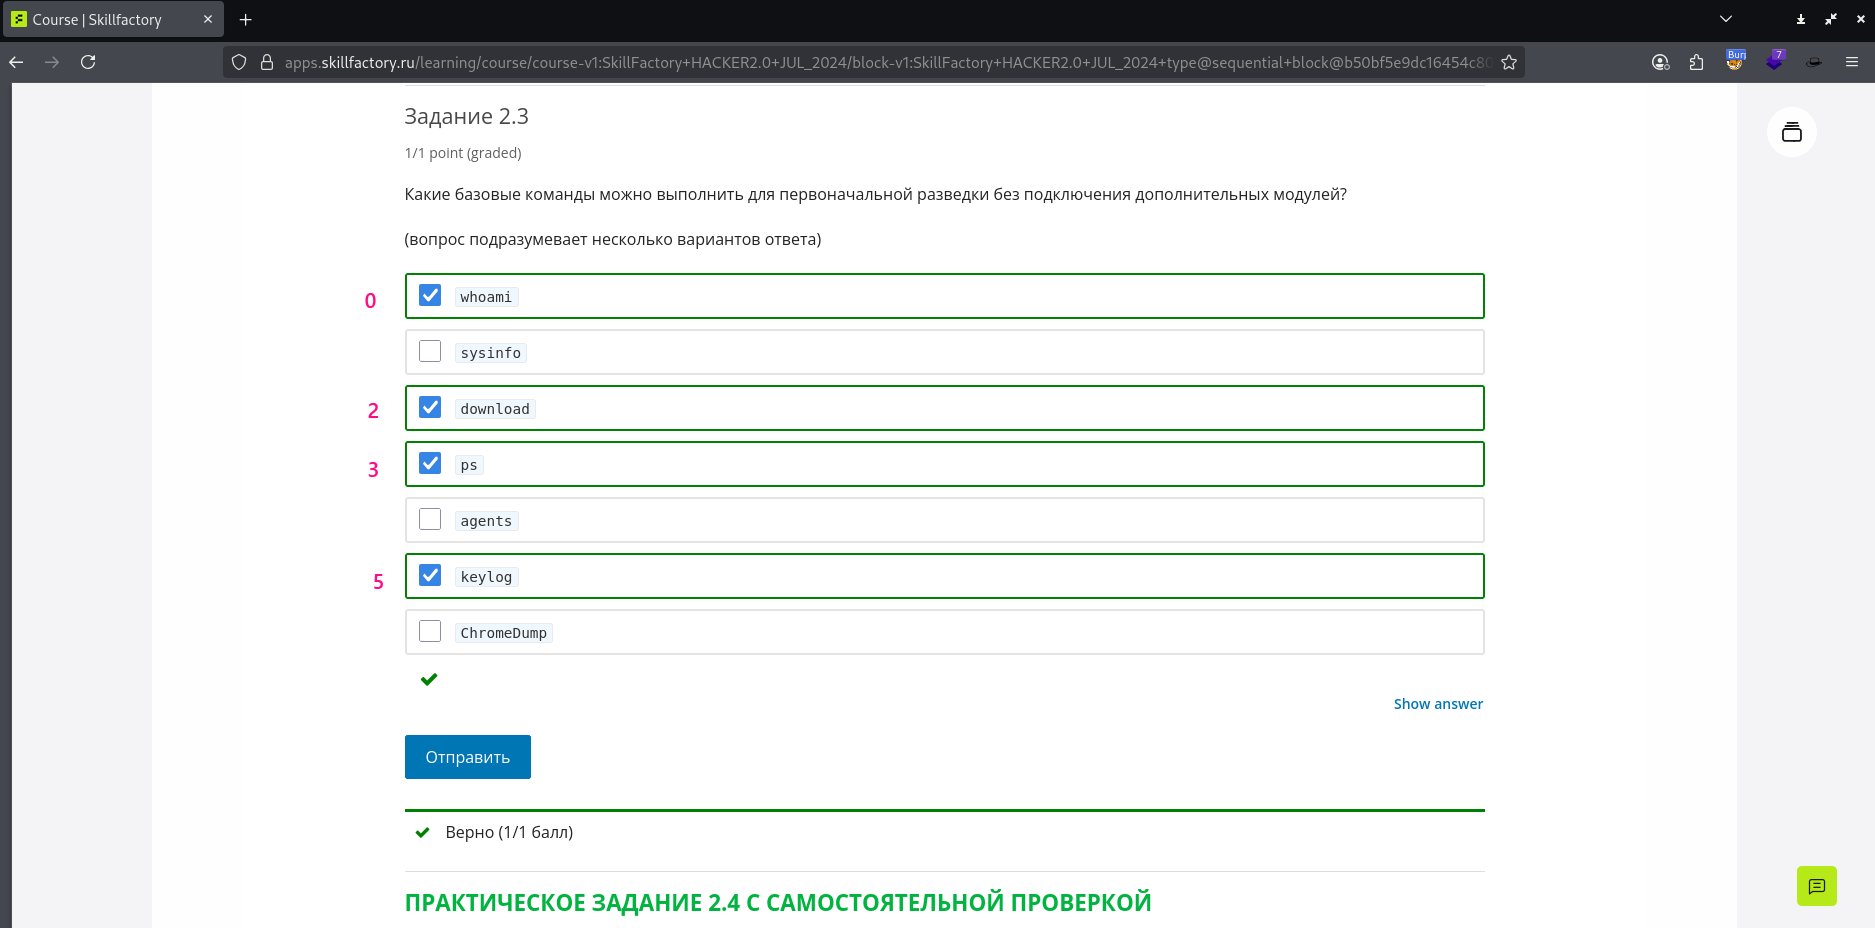 Course | Skillfactory
apps.skillfactory.ru/learning/course/course-v1:SkillFactory+HACKER2.0+JUL_2024/block-v1:SkillFactory+HACKER2.0+JUL_2024+type@sequential+block@b50bf5e9dc16454c80
7
Задание 2.3
1/1 point (graded)
Какие базовые команды можно выполнить для первоначальной разведки без подключения дополнительных модулей?
(вопрос подразумевает несколько вариантов ответа)
0 whoami
sysinfo
2 download
3 ps
agents
5 keylog
ChromeDump
Show answer
Отправить
Верно (1/1 балл)
ПРАКТИЧЕСКОЕ ЗАДАНИЕ 2.4 С САМОСТОЯТЕЛЬНОЙ ПРОВЕРКОЙ